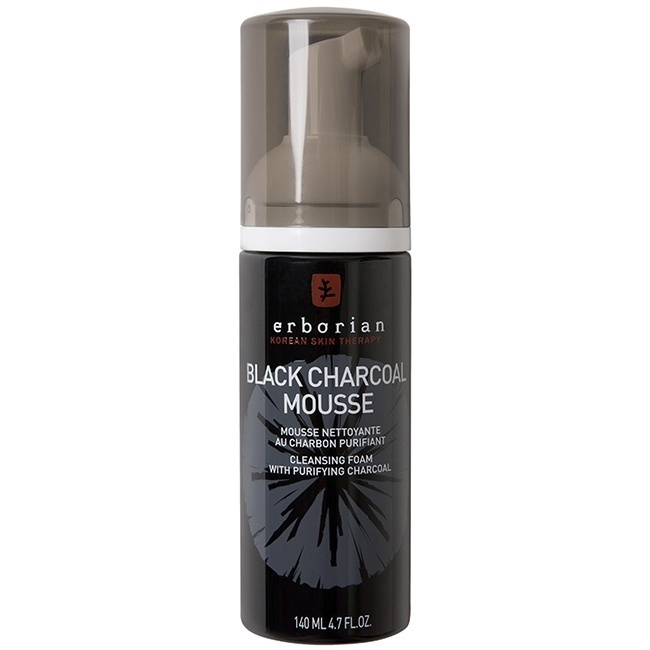 erborian
KOREAN SKIN THERAPY
BLACK CHARCOAL
MOUSSE
MOUSSE NETTOYANTE
AU CHARBON PURIFIANT
CLEANSING FOAM
WITH PURIFYING CHARCOAL
140 ML 4.7 FL.OZ.